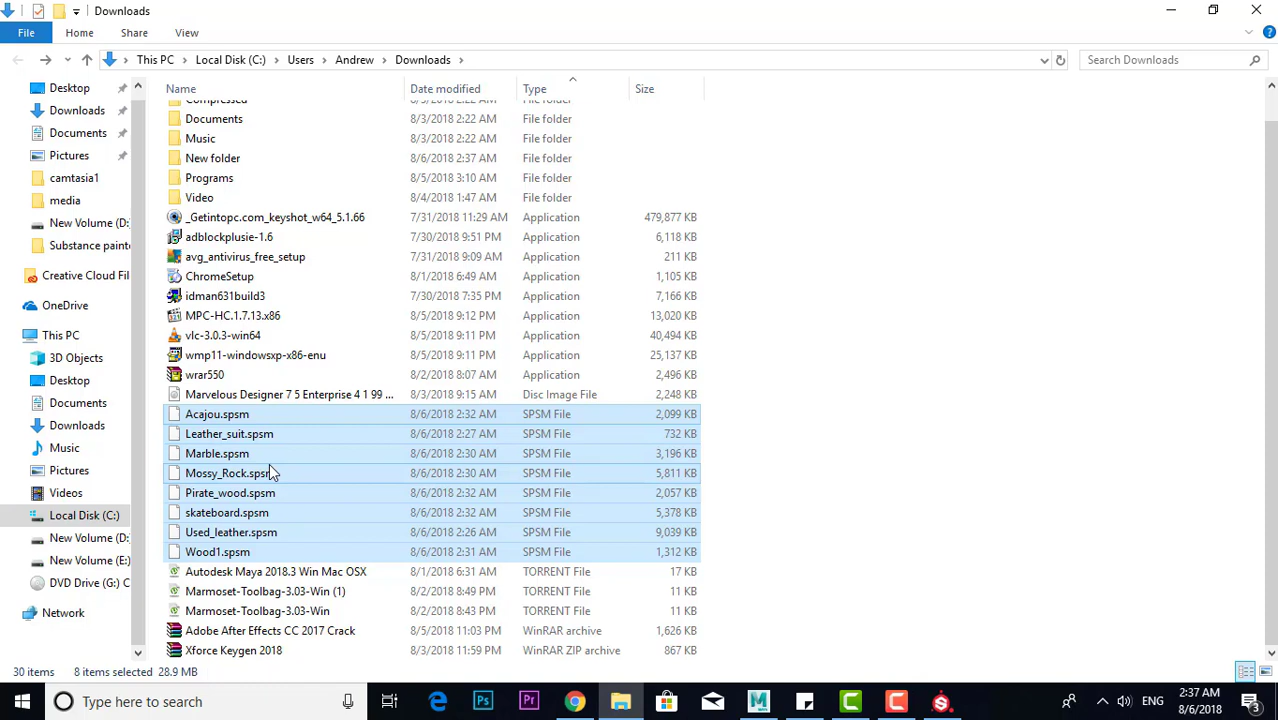 Downloads
File Home Share View
This PC Local Disk (C:) Users Andrew Downloads Search Downloads
Name Date modified Type Size
Compressed 8/5/2018 2:22 AM File folder
Documents 8/3/2018 2:22 AM File folder
Music 8/3/2018 2:22 AM File folder
New folder 8/6/2018 2:37 AM File folder
Programs 8/5/2018 3:10 AM File folder
Video 8/4/2018 1:47 AM File folder
_Getintopc.com_keyshot_w64_5.1.66 7/31/2018 11:29 AM Application 479,877 KB
adblockplusie-1.6 7/30/2018 9:51 PM Application 6,118 KB
avg_antivirus_free_setup 7/31/2018 9:09 AM Application 211 KB
ChromeSetup 8/1/2018 6:49 AM Application 1,105 KB
idman631build3 7/30/2018 7:35 PM Application 7,166 KB
MPC-HC.1.7.13.x86 8/5/2018 9:12 PM Application 13,020 KB
vlc-3.0.3-win64 8/5/2018 9:11 PM Application 40,494 KB
wmp11-windowsxp-x86-enu 8/5/2018 9:11 PM Application 25,137 KB
wrar550 8/2/2018 8:07 AM Application 2,496 KB
Marvelous Designer 7 5 Enterprise 4 1 99 ... 8/3/2018 9:15 AM Disc Image File 2,248 KB
Acajou.spsm 8/6/2018 2:32 AM SPSM File 2,099 KB
Leather_suit.spsm 8/6/2018 2:27 AM SPSM File 732 KB
Marble.spsm 8/6/2018 2:30 AM SPSM File 3,196 KB
Mossy_Rock.spsm 8/6/2018 2:30 AM SPSM File 5,811 KB
Pirate_wood.spsm 8/6/2018 2:32 AM SPSM File 2,057 KB
skateboard.spsm 8/6/2018 2:32 AM SPSM File 5,378 KB
Used_leather.spsm 8/6/2018 2:26 AM SPSM File 9,039 KB
Wood1.spsm 8/6/2018 2:31 AM SPSM File 1,312 KB
Autodesk Maya 2018.3 Win Mac OSX 8/1/2018 6:31 AM TORRENT File 17 KB
Marmoset-Toolbag-3.03-Win (1) 8/2/2018 8:49 PM TORRENT File 11 KB
Marmoset-Toolbag-3.03-Win 8/2/2018 8:43 PM TORRENT File 11 KB
Adobe After Effects CC 2017 Crack 8/5/2018 11:03 PM WinRAR archive 1,626 KB
Xforce Keygen 2018 8/3/2018 11:59 PM WinRAR ZIP archive 867 KB
Desktop
Downloads
Documents
Pictures
camtasia1
media
New Volume (D:
Substance paint
Creative Cloud Fil
OneDrive
This PC
3D Objects
Desktop
Documents
Downloads
Music
Pictures
Videos
Local Disk (C:)
New Volume (D:
New Volume (E:
DVD Drive (G:) C
Network
30 items 8 items selected 28.9 MB
Type here to search
ENG
2:37 AM
8/6/2018
3